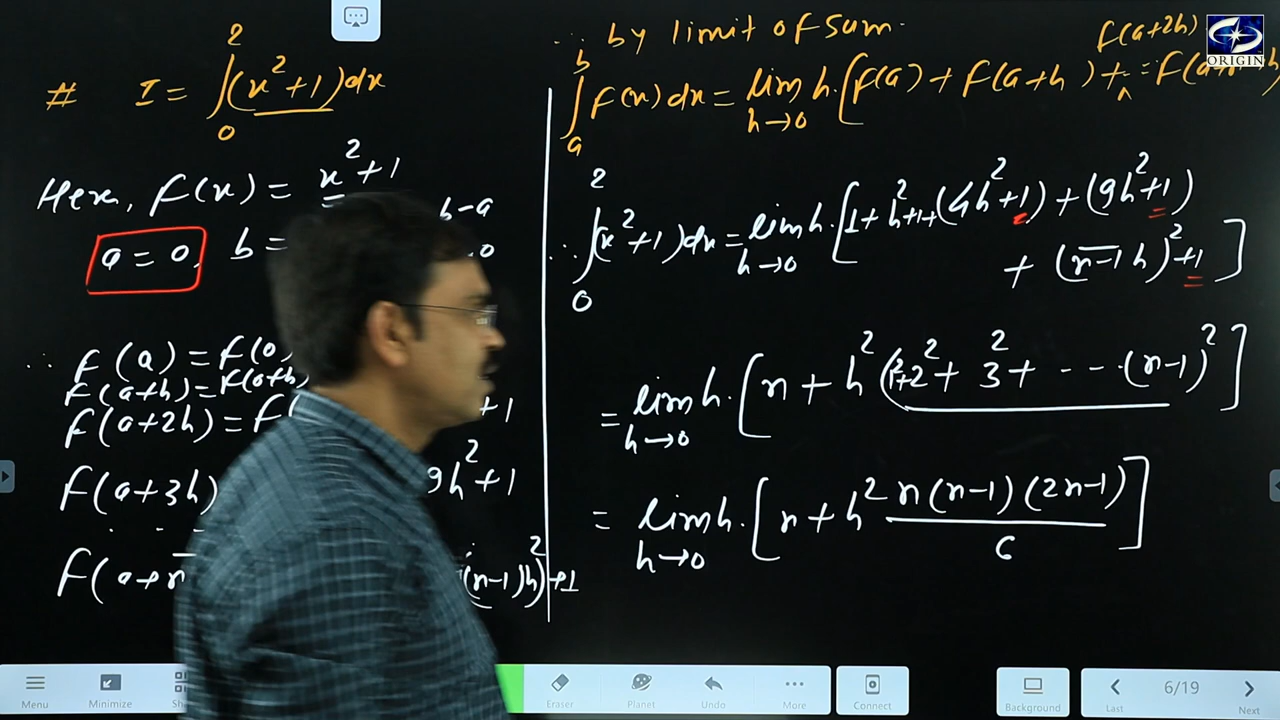 # I = ∫₀² (x²+1)dx
Here, f(x) = x²+1
a = 0, b =
b-a
0
∴ f(a) = f(0)
f(a+h) = f(0+h)
f(a+2h) = f( +1
f(a+3h) 9h²+1
f(a+n (n-1)h)²+1
∴ by limit of sum.
f(a+2h)
∫ₐᵇ f(x)dx = lim h→0 h.[f(a) + f(a+h) + ... f(a+
∴ ∫₀² (x²+1)dx = lim h→0 h.[1+h²+1+(4h²+1)+(9h²+1)
+ (n-1 h)²+1]
= lim h→0 h.[n+h²(1²+2²+3²+---(n-1)²]
= lim h→0 h.[n+h² n(n-1)(2n-1)/6]
ORIGIN
Menu
Minimize
Eraser
Planet
Undo
More
Connect
Background
Last
6/19
Next